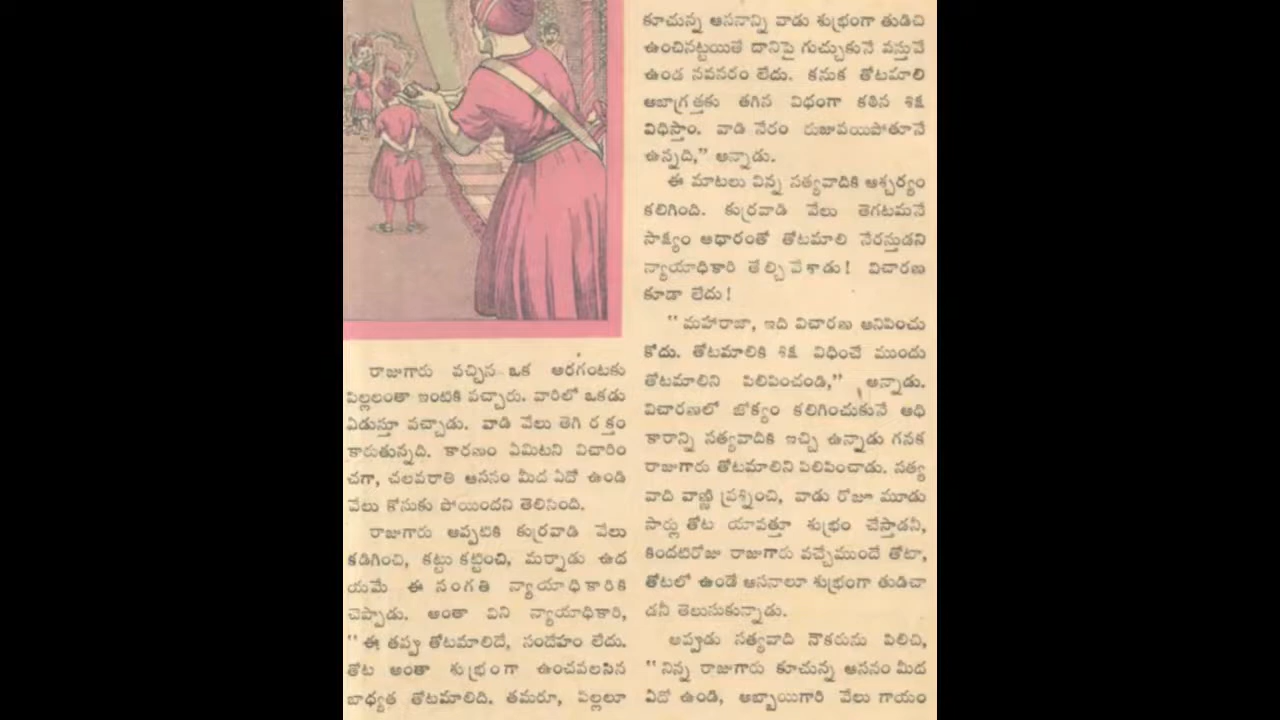 రాజుగారు వచ్చిన ఒక అరగంటకు
పిల్లలంతా ఇంటికి వచ్చారు. వారిలో ఒకడు
ఏడుస్తూ వచ్చాడు. వాడి వేలు తెగి రక్తం
కారుతున్నది. కారణం ఏమిటని విచారిం
చగా, చలవరాతి ఆసనం మీద ఏదో ఉండి
వేలు కోసుకు పోయిందని తెలిసింది.
రాజుగారు అప్పటికి కుర్రవాడి వేలు
కడిగించి, కట్టు కట్టించి, మర్నాడు ఉద
యమే ఈ సంగతి న్యాయాధికారికి
చెప్పాడు. అంతా విని న్యాయాధికారి,
“ఈ తప్పు తోటమాలిదే, సందేహం లేదు.
తోట అంతా శుభ్రంగా ఉంచవలసిన
బాధ్యత తోటమాలిది. తమరూ, పిల్లలూ
కూచున్న ఆసనాన్ని వాడు శుభ్రంగా తుడిచి
ఉంచినట్టయితే దానిపై గుచ్చుకునే వస్తువే
ఉండ నవసరం లేదు. కనుక తోటమాలి
అజాగ్రత్తకు తగిన విధంగా కఠిన శిక్ష
విధిస్తాం. వాడి నేరం రుజువయిపోతూనే
ఉన్నది,” అన్నాడు.
ఈ మాటలు విన్న సత్యవాదికి ఆశ్చర్యం
కలిగింది. కుర్రవాడి వేలు తెగటమనే
సాక్ష్యం ఆధారంతో తోటమాలి నేరస్తుడని
న్యాయాధికారి తేల్చివేశాడు! విచారణ
కూడా లేదు!
“మహారాజా, ఇది విచారణ అనిపించు
కోదు. తోటమాలికి శిక్ష విధించే ముందు
తోటమాలిని పిలిపించండి,” అన్నాడు.
విచారణలో జోక్యం కలిగించుకునే అధి
కారాన్ని సత్యవాదికి ఇచ్చి ఉన్నాడు గనక
రాజుగారు తోటమాలిని పిలిపించాడు. సత్య
వాది వాణ్ణి ప్రశ్నించి, వాడు రోజూ మూడు
సార్లు తోట యావత్తూ శుభ్రం చేస్తాడనీ,
కిందటిరోజు రాజుగారు వచ్చేముందే తోటా,
తోటలో ఉండే ఆసనాలూ శుభ్రంగా తుడిచా
డనీ తెలుసుకున్నాడు.
అప్పుడు సత్యవాది నౌకరును పిలిచి,
“నిన్న రాజుగారు కూచున్న ఆసనం మీద
ఏదో ఉండి, అబ్బాయిగారి వేలు గాయం